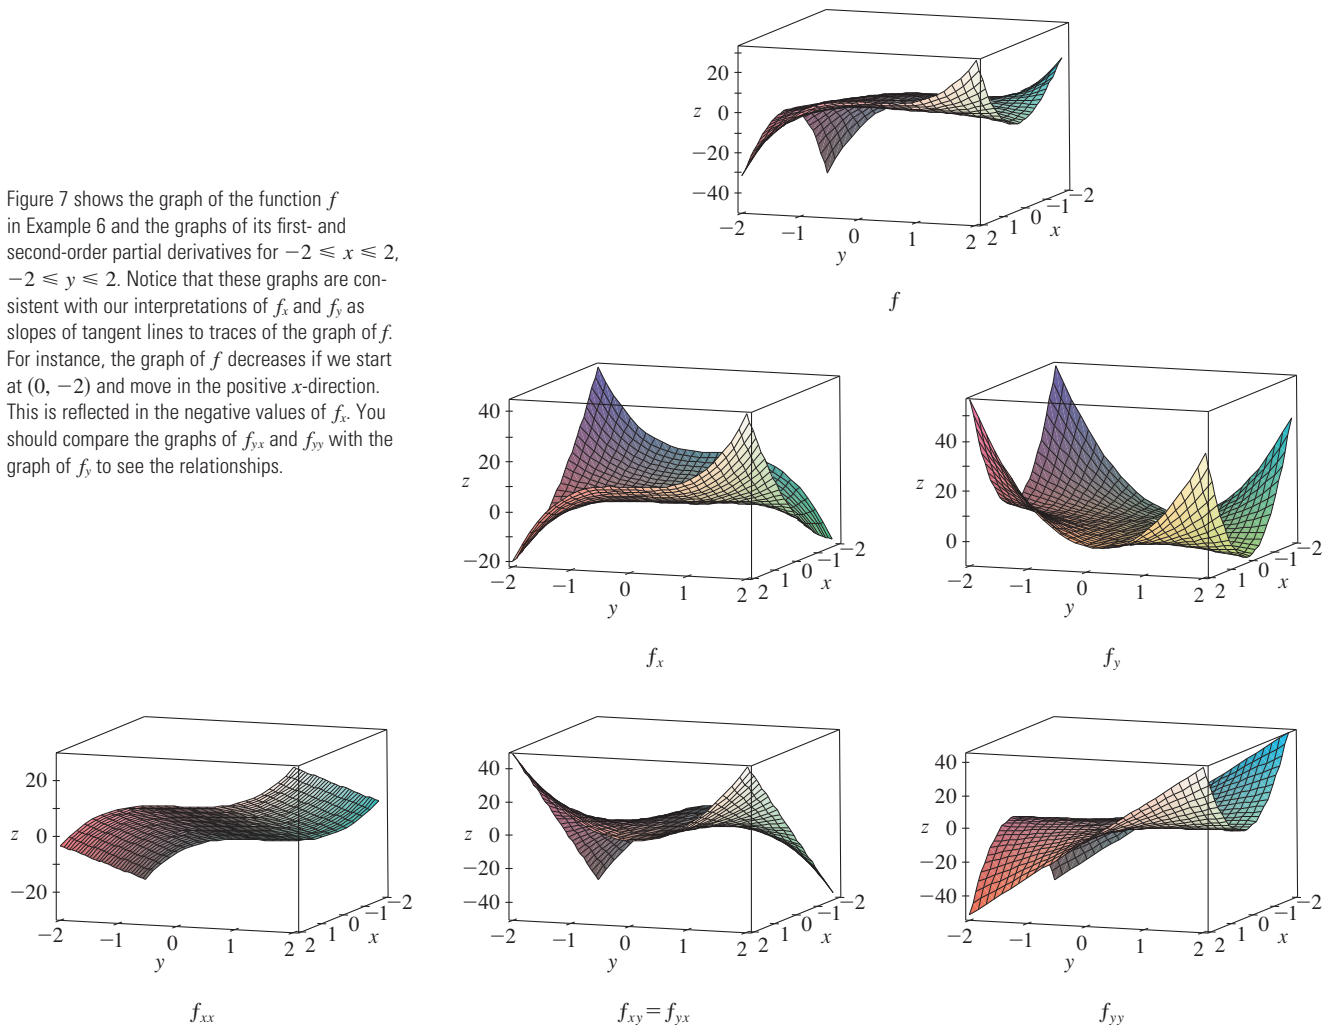 Figure 7 shows the graph of the function f
in Example 6 and the graphs of its first- and
second-order partial derivatives for −2 ≤ x ≤ 2,
−2 ≤ y ≤ 2. Notice that these graphs are con-
sistent with our interpretations of fₓ and f_y as
slopes of tangent lines to traces of the graph of f.
For instance, the graph of f decreases if we start
at (0, −2) and move in the positive x-direction.
This is reflected in the negative values of fₓ. You
should compare the graphs of f_yx and f_yy with the
graph of f_y to see the relationships.
20
z 0
−20
−40
−2 −1 0 1 2 2 1 0 −1 −2
y x
f
40
20
z
0
−20
−2 −1 0 1 2 2 1 0 −1 −2
y x
fₓ
40
z
20
0
−2 −1 0 1 2 2 1 0 −1 −2
y x
f_y
20
z 0
−20
−2 −1 0 1 2 2 1 0 −1 −2
y x
f_xx
40
20
z 0
−20
−40
−2 −1 0 1 2 2 1 0 −1 −2
y x
f_xy = f_yx
40
20
z 0
−20
−40
−2 −1 0 1 2 2 1 0 −1 −2
y x
f_yy